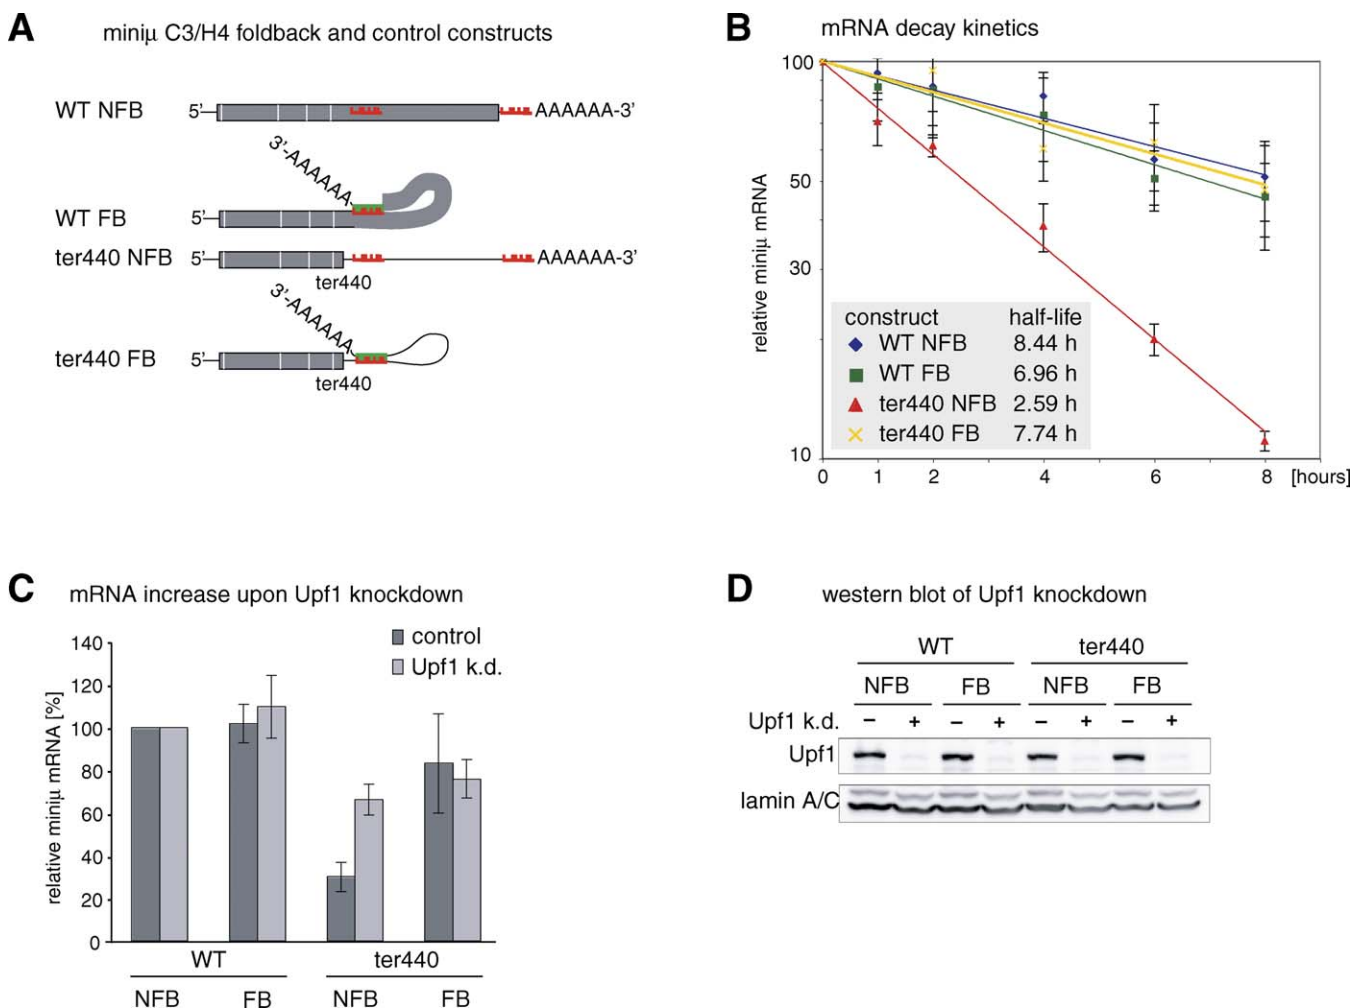 A
miniμ C3/H4 foldback and control constructs
WT NFB
5'
AAAAAA-3'
3'-AAAAAA
WT FB
5'
ter440 NFB
5'
AAAAAA-3'
ter440
3'-AAAAAA
ter440 FB
5'
ter440
B
mRNA decay kinetics
relative miniμ mRNA
100
50
30
10
construct half-life
WT NFB 8.44 h
WT FB 6.96 h
ter440 NFB 2.59 h
ter440 FB 7.74 h
0 1 2 4 6 8 [hours]
C
mRNA increase upon Upf1 knockdown
relative miniμ mRNA [%]
140
120
100
80
60
40
20
0
control
Upf1 k.d.
WT ter440
NFB FB NFB FB
D
western blot of Upf1 knockdown
WT ter440
NFB FB NFB FB
Upf1 k.d. – + – + – + – +
Upf1
lamin A/C